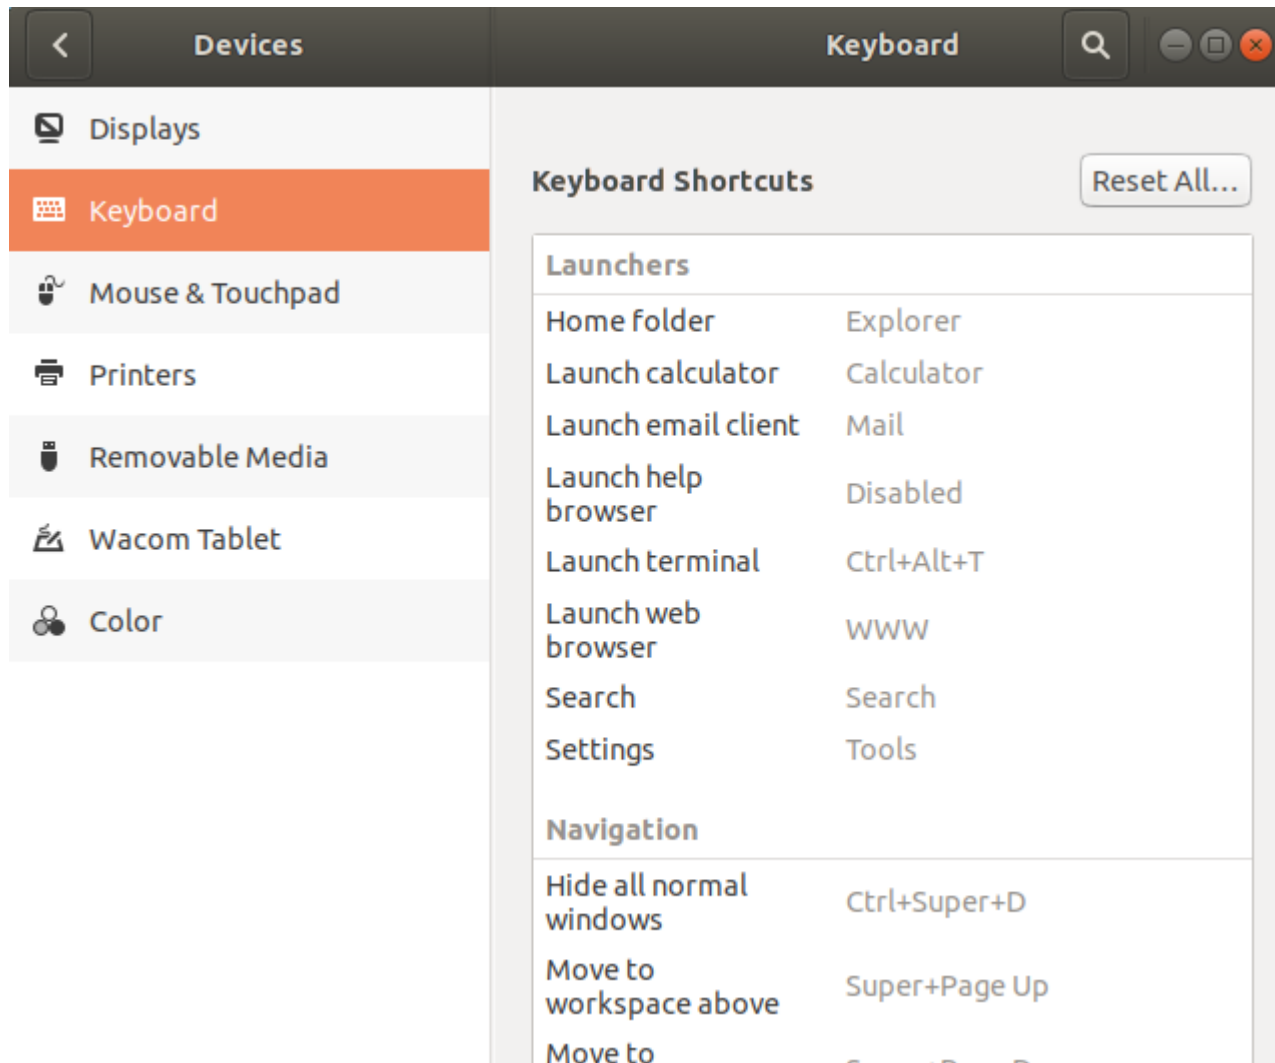 Devices
Keyboard
Displays
Keyboard
Mouse & Touchpad
Printers
Removable Media
Wacom Tablet
Color
Keyboard Shortcuts
Reset All...
Launchers
Home folder Explorer
Launch calculator Calculator
Launch email client Mail
Launch help
browser
Disabled
Launch terminal Ctrl+Alt+T
Launch web
browser
WWW
Search Search
Settings Tools
Navigation
Hide all normal
windows
Ctrl+Super+D
Move to
workspace above
Super+Page Up
Move to